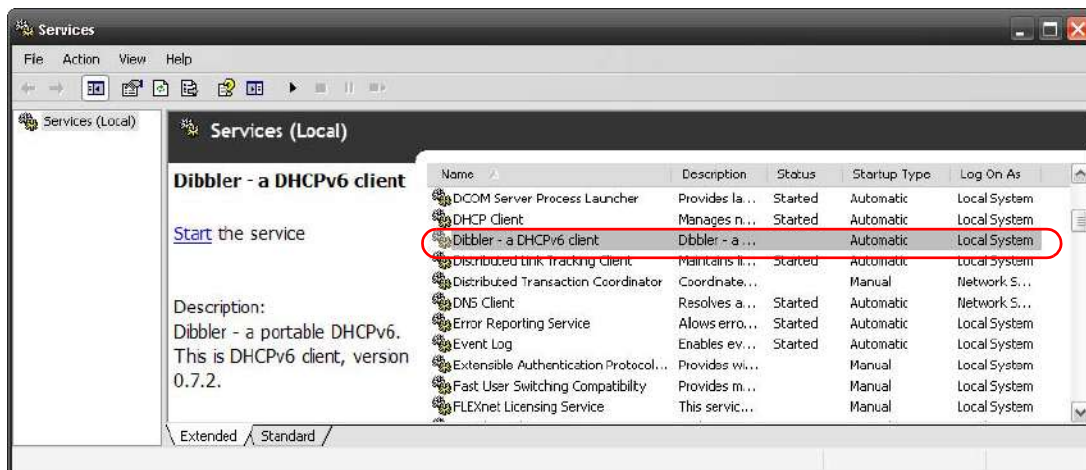 Services
File Action View Help
Services (Local)
Services (Local)
Dibbler - a DHCPv6 client
Start the service
Description:
Dibbler - a portable DHCPv6.
This is DHCPv6 client, version
0.7.2.
Name Description Status Startup Type Log On As
DCOM Server Process Launcher Provides la... Started Automatic Local System
DHCP Client Manages n... Started Automatic Local System
Dibbler - a DHCPv6 client Dibbler - a ... Automatic Local System
Distributed Link Tracking Client Maintains li... Started Automatic Local System
Distributed Transaction Coordinator Coordinate... Manual Network S...
DNS Client Resolves a... Started Automatic Network S...
Error Reporting Service Allows erro... Started Automatic Local System
Event Log Enables ev... Started Automatic Local System
Extensible Authentication Protocol... Provides wi... Manual Local System
Fast User Switching Compatibility Provides m... Manual Local System
FLEXnet Licensing Service This servic... Manual Local System
Extended Standard